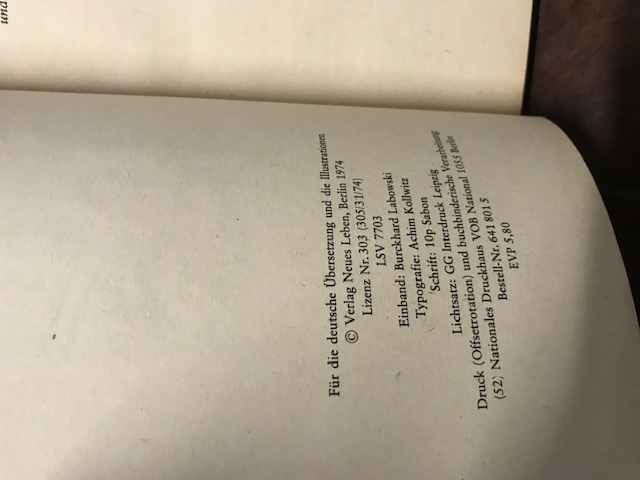 und
Für die deutsche Übersetzung und die Illustrationen
© Verlag Neues Leben, Berlin 1974
Lizenz Nr. 303 (305/31/74)
LSV 7703
Einband: Burckhard Labowski
Typografie: Achim Kollwitz
Schrift: 10p Sabon
Lichtsatz: GG Interdruck Leipzig
Druck (Offsetrotation) und buchbinderische Verarbeitung
(52) Nationales Druckhaus VOB National 1055 Berlin
Bestell-Nr. 641 801 5
EVP 5,80